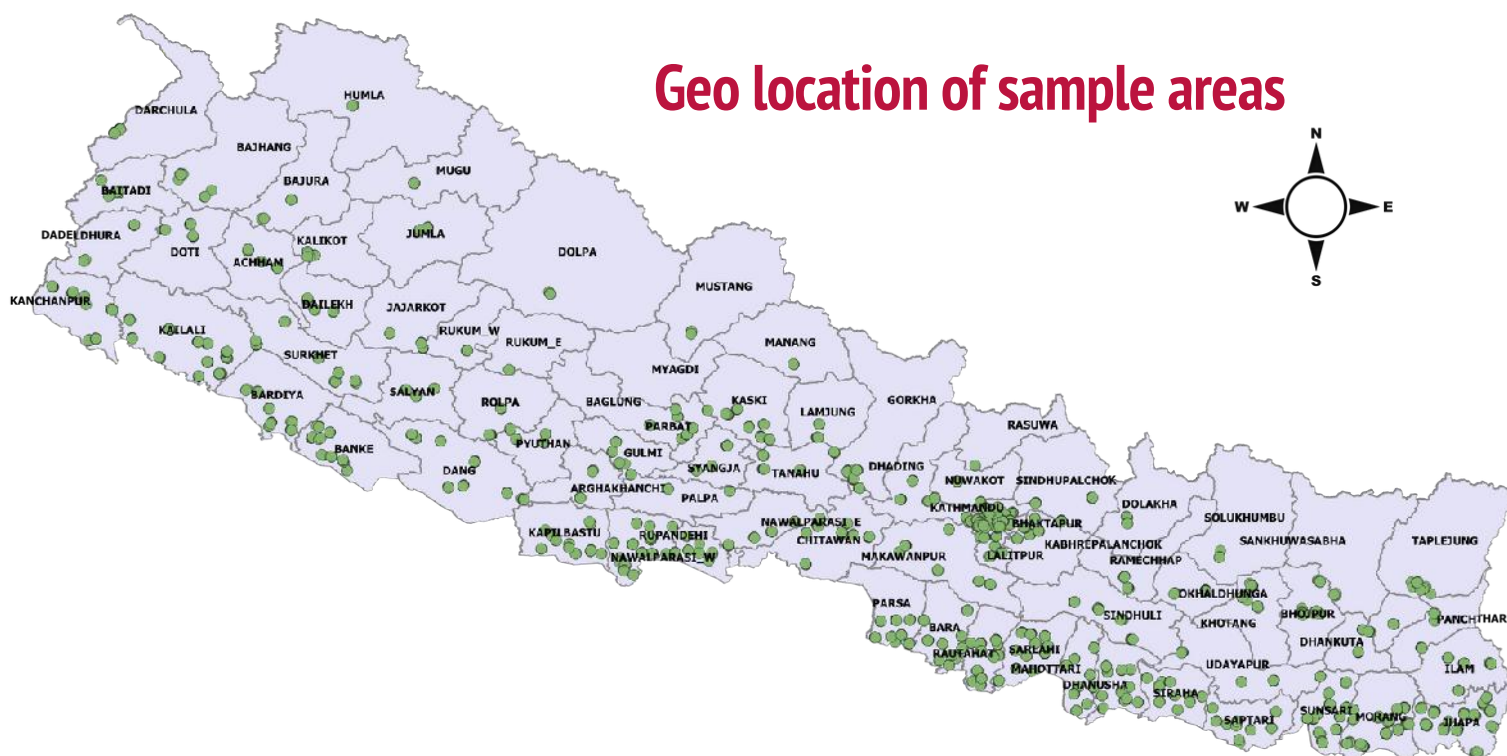 Geo location of sample areas
N
W
E
S
HUMLA
DARCHULA
BAJHANG
MUGU
BAJURA
BAITADI
DADELDHURA
DOTI
ACHHAM
KALIKOT
JUMLA
DOLPA
MUSTANG
KANCHANPUR
KAILALI
DAILEKH
JAJARKOT
RUKUM_W
RUKUM_E
MANANG
SURKHET
MYAGDI
BARDIYA
SALYAN
ROLPA
BAGLUNG
KASKI
LAMJUNG
GORKHA
RASUWA
PARBAT
BANKE
PYUTHAN
GULMI
DANG
SYANGJA
TANAHU
DHADING
NUWAKOT
SINDHUPALCHOK
ARGHAKHANCHI
PALPA
KATHMANDU
DOLAKHA
SOLUKHUMBU
SANKHUWASABHA
TAPLEJUNG
KAPILBASTU
RUPANDEHI
NAWALPARASI_E
CHITAWAN
BHAKTAPUR
NAWALPARASI_W
MAKAWANPUR
LALITPUR
KABHREPALANCHOK
RAMECHHAP
PARSA
BARA
SINDHULI
OKHALDHUNGA
KHOTANG
BHOJPUR
PANCHTHAR
RAUTAHAT
SARLAHI
MAHOTTARI
DHANKUTA
UDAYAPUR
ILAM
DHANUSHA
SIRAHA
SAPTARI
SUNSARI
MORANG
JHAPA